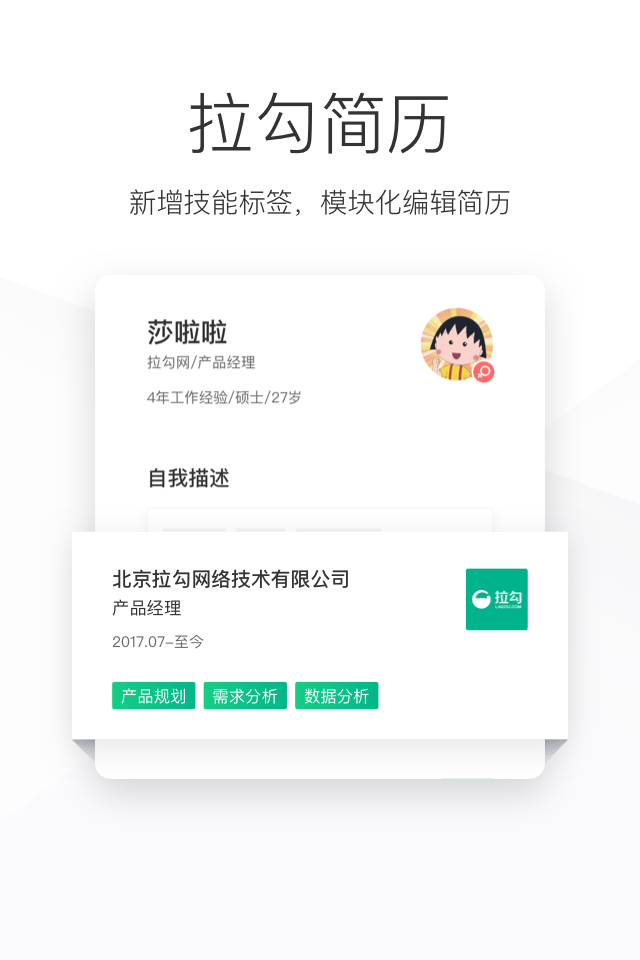 拉勾简历
新增技能标签，模块化编辑简历
莎啦啦
拉勾网/产品经理
4年工作经验/硕士/27岁
自我描述
北京拉勾网络技术有限公司
产品经理
2017.07-至今
拉勾
LAGOU.COM
产品规划 需求分析 数据分析